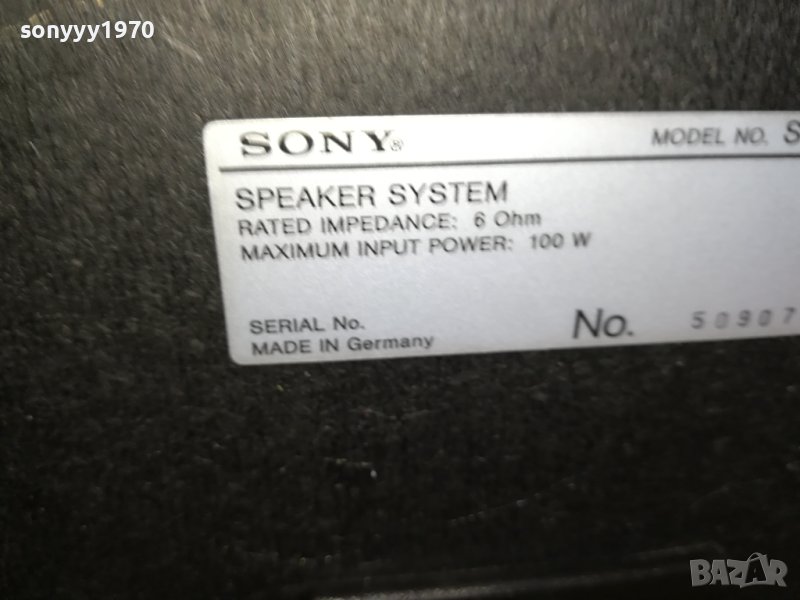 sonyyy1970
SONY® MODEL NO. S
SPEAKER SYSTEM
RATED IMPEDANCE: 6 Ohm
MAXIMUM INPUT POWER: 100 W
SERIAL No. No. 50907
MADE IN Germany
BAZAR